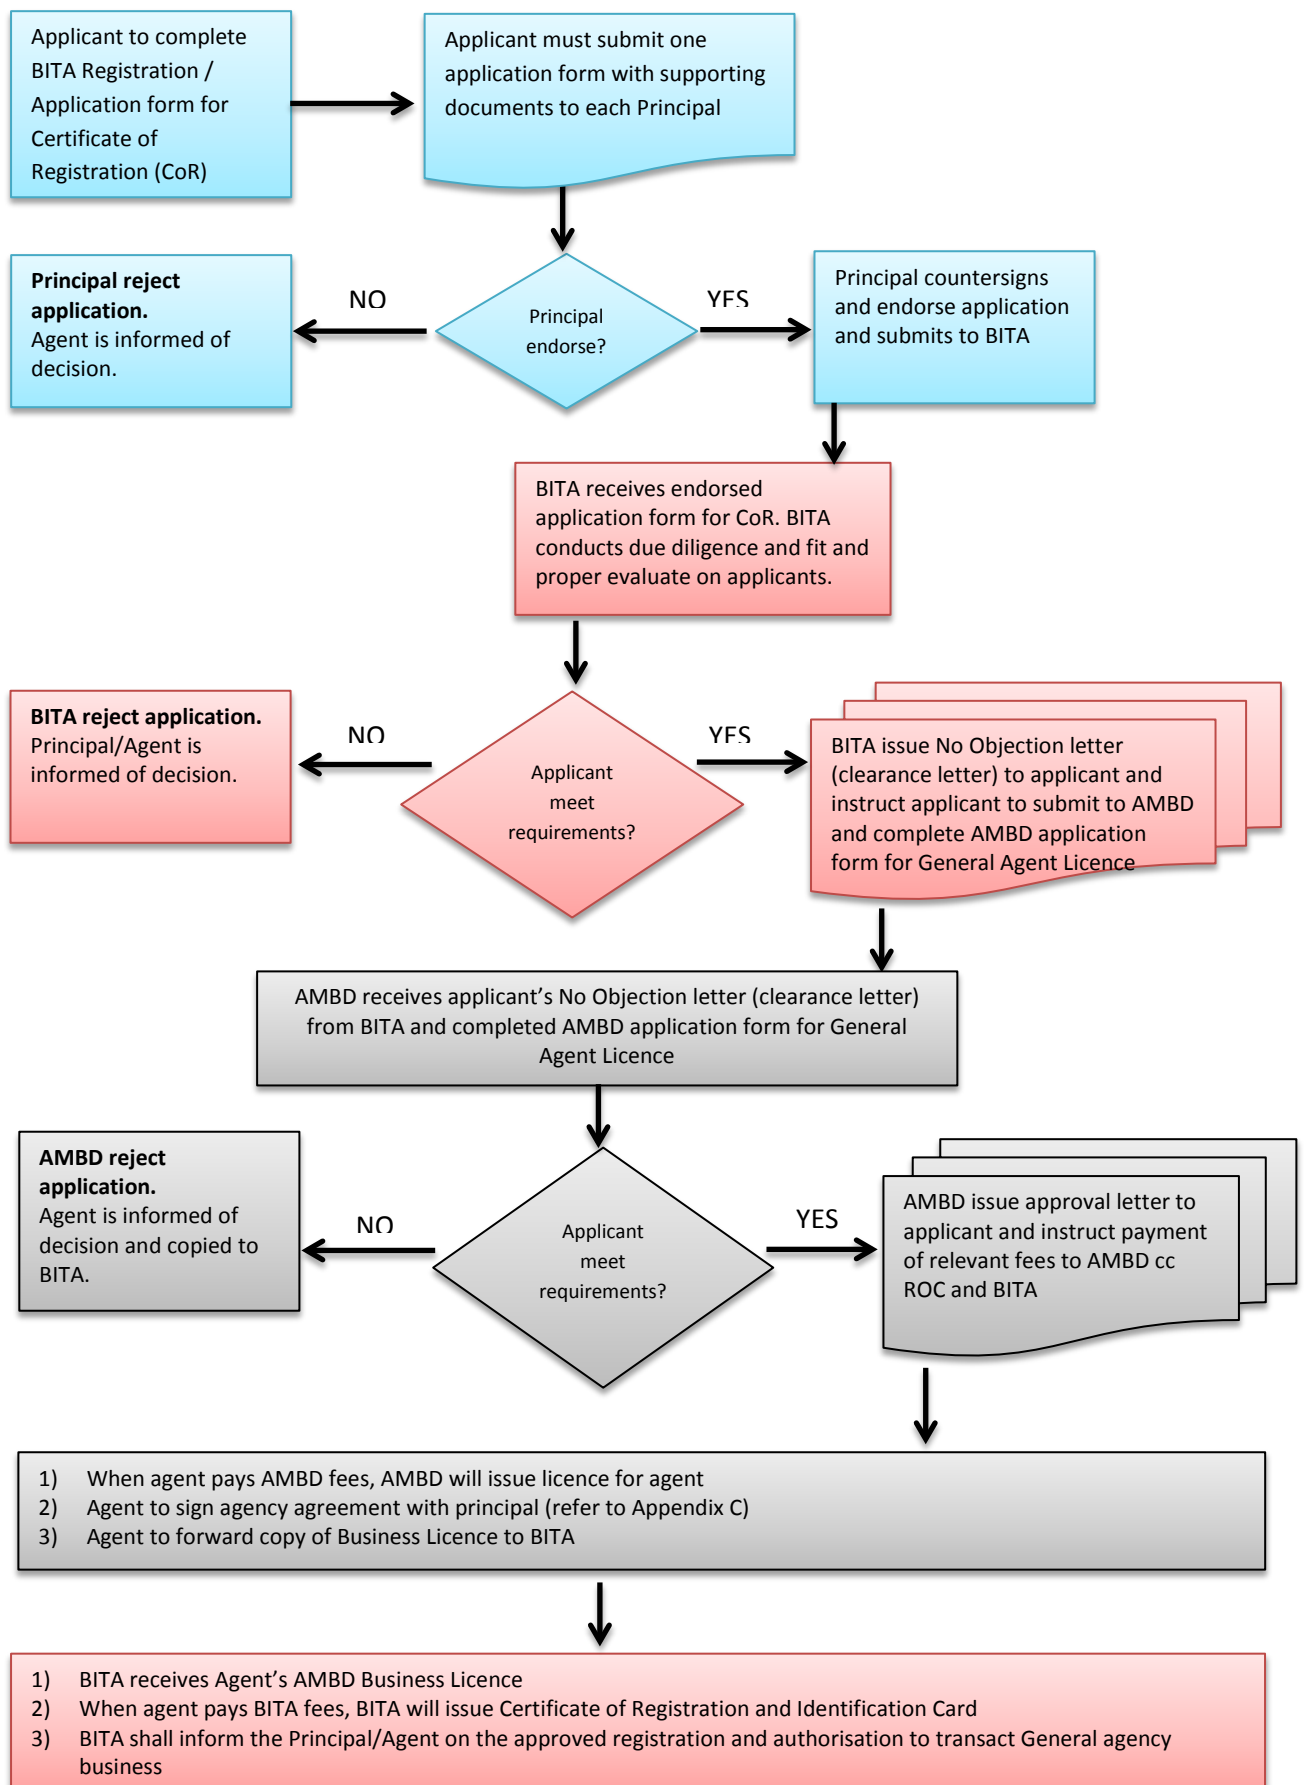 Applicant to complete
BITA Registration /
Application form for
Certificate of
Registration (CoR)
Applicant must submit one
application form with supporting
documents to each Principal
Principal reject
application.
Agent is informed of
decision.
NO
Principal
endorse?
YES
Principal countersigns
and endorse application
and submits to BITA
BITA receives endorsed
application form for CoR. BITA
conducts due diligence and fit and
proper evaluate on applicants.
BITA reject application.
Principal/Agent is
informed of decision.
NO
Applicant
meet
requirements?
YES
BITA issue No Objection letter
(clearance letter) to applicant and
instruct applicant to submit to AMBD
and complete AMBD application
form for General Agent Licence
AMBD receives applicant’s No Objection letter (clearance letter)
from BITA and completed AMBD application form for General
Agent Licence
AMBD reject
application.
Agent is informed of
decision and copied to
BITA.
NO
Applicant
meet
requirements?
YES
AMBD issue approval letter to
applicant and instruct payment
of relevant fees to AMBD cc
ROC and BITA
1) When agent pays AMBD fees, AMBD will issue licence for agent
2) Agent to sign agency agreement with principal (refer to Appendix C)
3) Agent to forward copy of Business Licence to BITA
1) BITA receives Agent’s AMBD Business Licence
2) When agent pays BITA fees, BITA will issue Certificate of Registration and Identification Card
3) BITA shall inform the Principal/Agent on the approved registration and authorisation to transact General agency
business